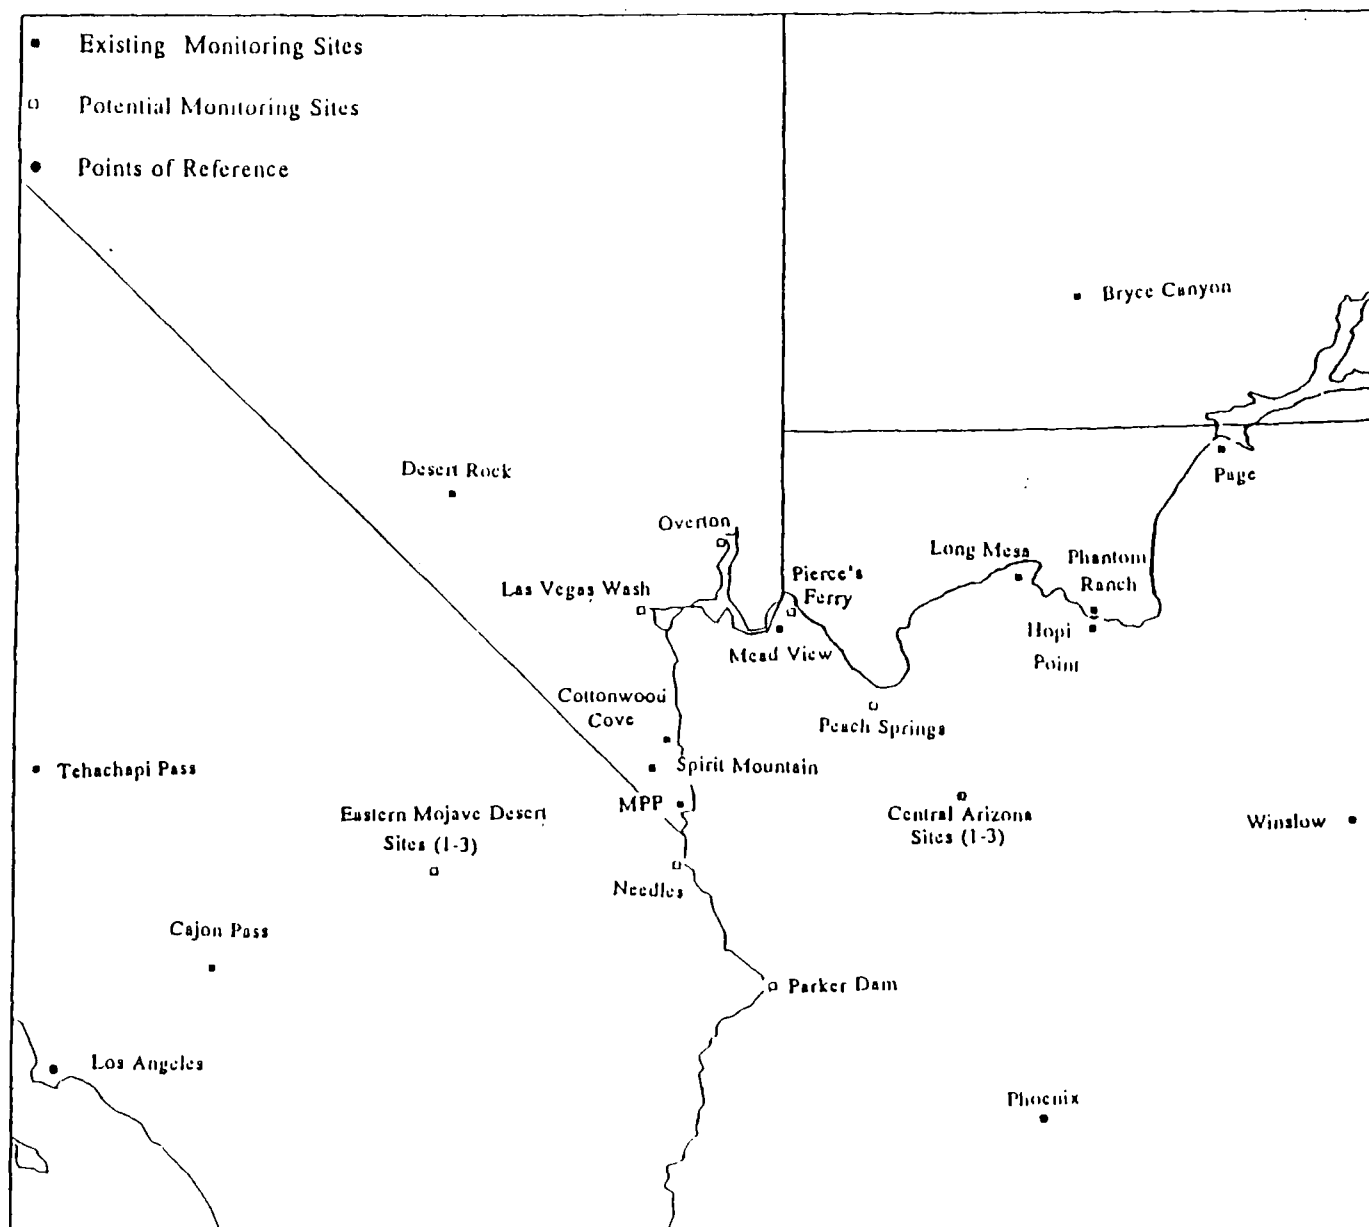 Existing Monitoring Sites
Potential Monitoring Sites
Points of Reference
Bryce Canyon
Desert Rock
Page
Overton
Long Mesa
Phantom
Ranch
Pierce's
Ferry
Las Vegas Wash
Hopi
Point
Mead View
Cottonwood
Cove
Peach Springs
Tehachapi Pass
Spirit Mountain
MPP
Eastern Mojave Desert
Sites (1-3)
Central Arizona
Sites (1-3)
Winslow
Needles
Cajon Pass
Parker Dam
Los Angeles
Phoenix